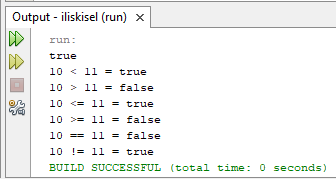 Output - iliskisel (run) ×
run:
true
10 < 11 = true
10 > 11 = false
10 <= 11 = true
10 >= 11 = false
10 == 11 = false
10 != 11 = true
BUILD SUCCESSFUL (total time: 0 seconds)